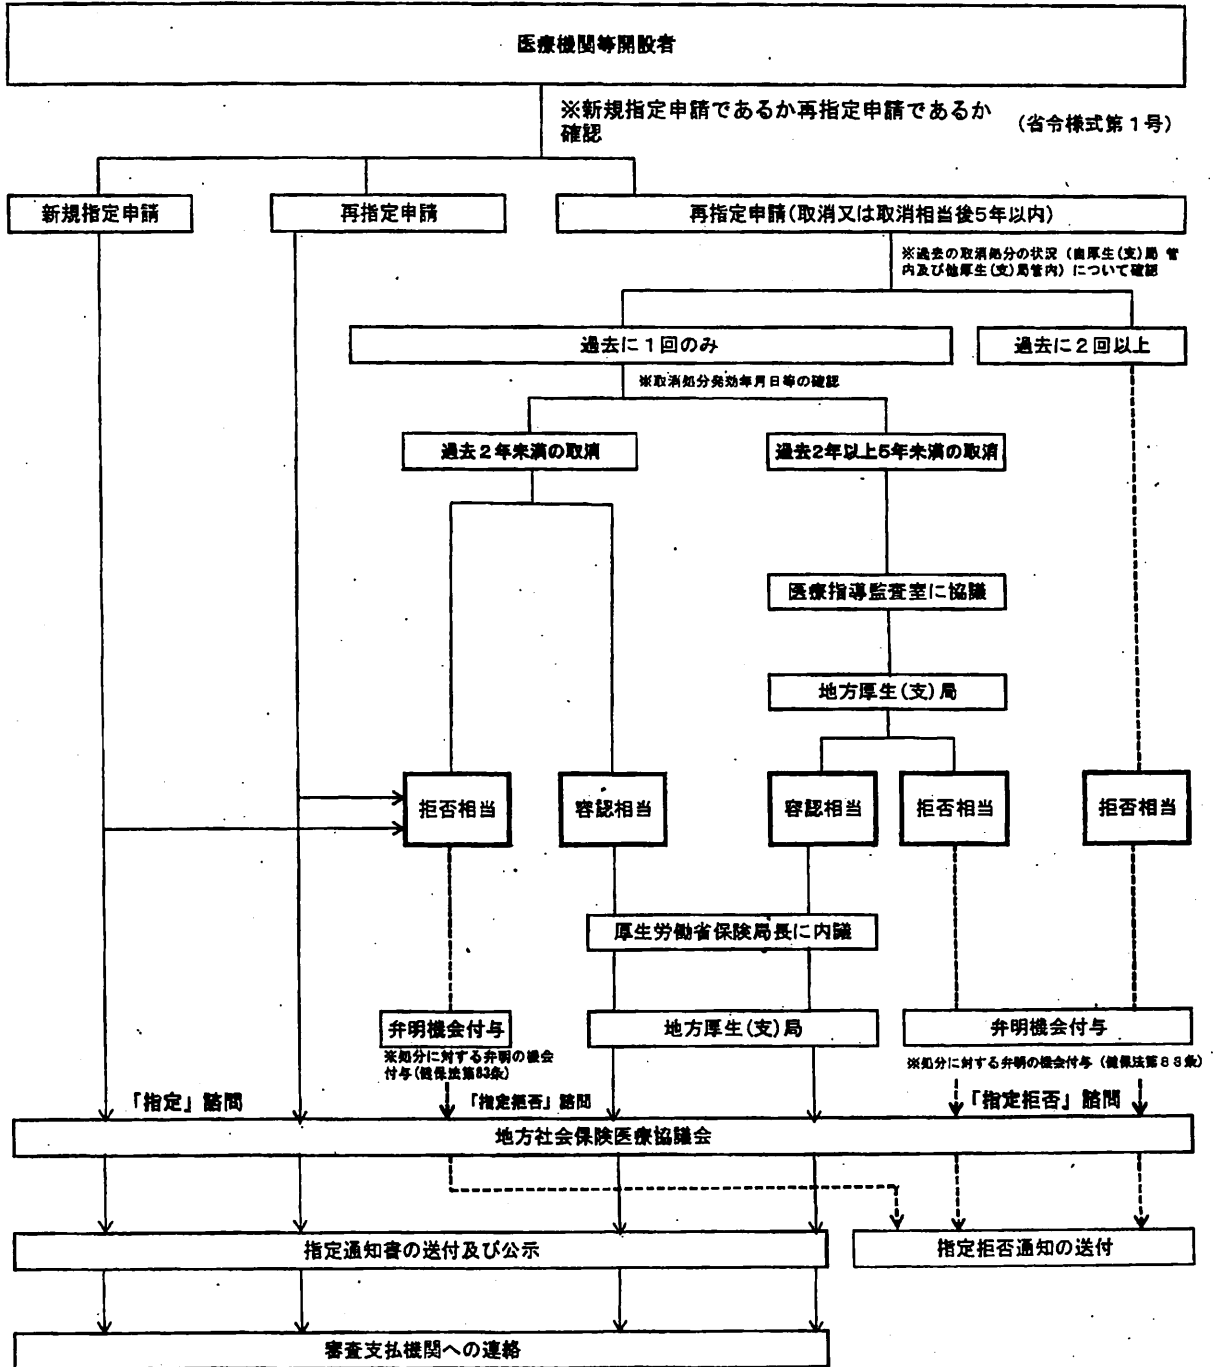 医療機関等開設者
※新規指定申請であるか再指定申請であるか
確認
(省令様式第1号)
新規指定申請
再指定申請
再指定申請(取消又は取消相当後5年以内)
※過去の取消処分の状況(自厚生(支)局 管
内及び他厚生(支)局管内)について確認
過去に1回のみ
過去に2回以上
※取消処分発効年月日等の確認
過去2年未満の取消
過去2年以上5年未満の取消
医療指導監査室に協議
地方厚生(支)局
拒否相当
容認相当
容認相当
拒否相当
拒否相当
厚生労働省保険局長に内議
弁明機会付与
地方厚生(支)局
弁明機会付与
※処分に対する弁明の機会
付与(健保法第83条)
※処分に対する弁明の機会付与(健保法第83条)
「指定」諮問
「指定拒否」諮問
「指定拒否」諮問
地方社会保険医療協議会
指定通知書の送付及び公示
指定拒否通知の送付
審査支払機関への連絡